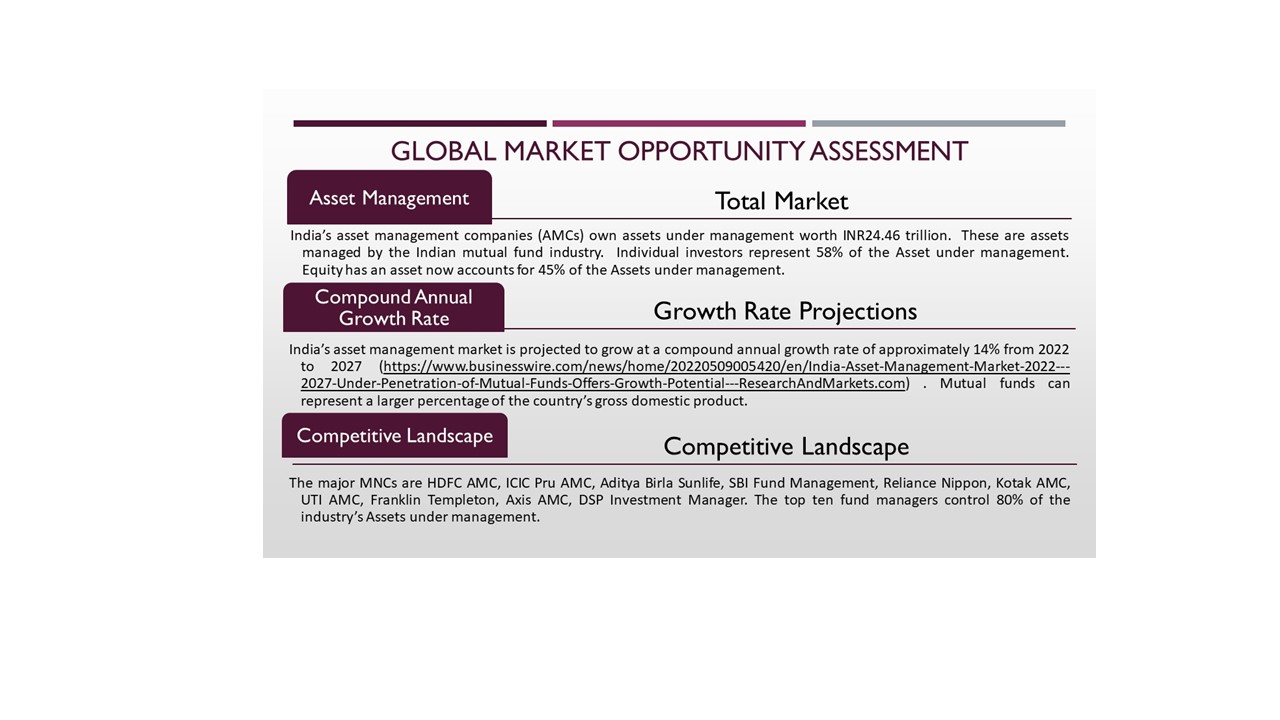 GLOBAL MARKET OPPORTUNITY ASSESSMENT
Asset Management
Total Market
India's asset management companies (AMCs) own assets under management worth INR24.46 trillion. These are assets
managed by the Indian mutual fund industry. Individual investors represent 58% of the Asset under management.
Equity has an asset now accounts for 45% of the Assets under management.
Compound Annual
Growth Rate
Growth Rate Projections
India's asset management market is projected to grow at a compound annual growth rate of approximately 14% from 2022
to 2027 (https://www.businesswire.com/news/home/20220509005420/en/India-Asset-Management-Market-2022---
2027-Under-Penetration-of-Mutual-Funds-Offers-Growth-Potential---ResearchAndMarkets.com) . Mutual funds can
represent a larger percentage of the country's gross domestic product.
Competitive Landscape
Competitive Landscape
The major MNCs are HDFC AMC, ICIC Pru AMC, Aditya Birla Sunlife, SBI Fund Management, Reliance Nippon, Kotak AMC,
UTI AMC, Franklin Templeton, Axis AMC, DSP Investment Manager. The top ten fund managers control 80% of the
industry's Assets under management.